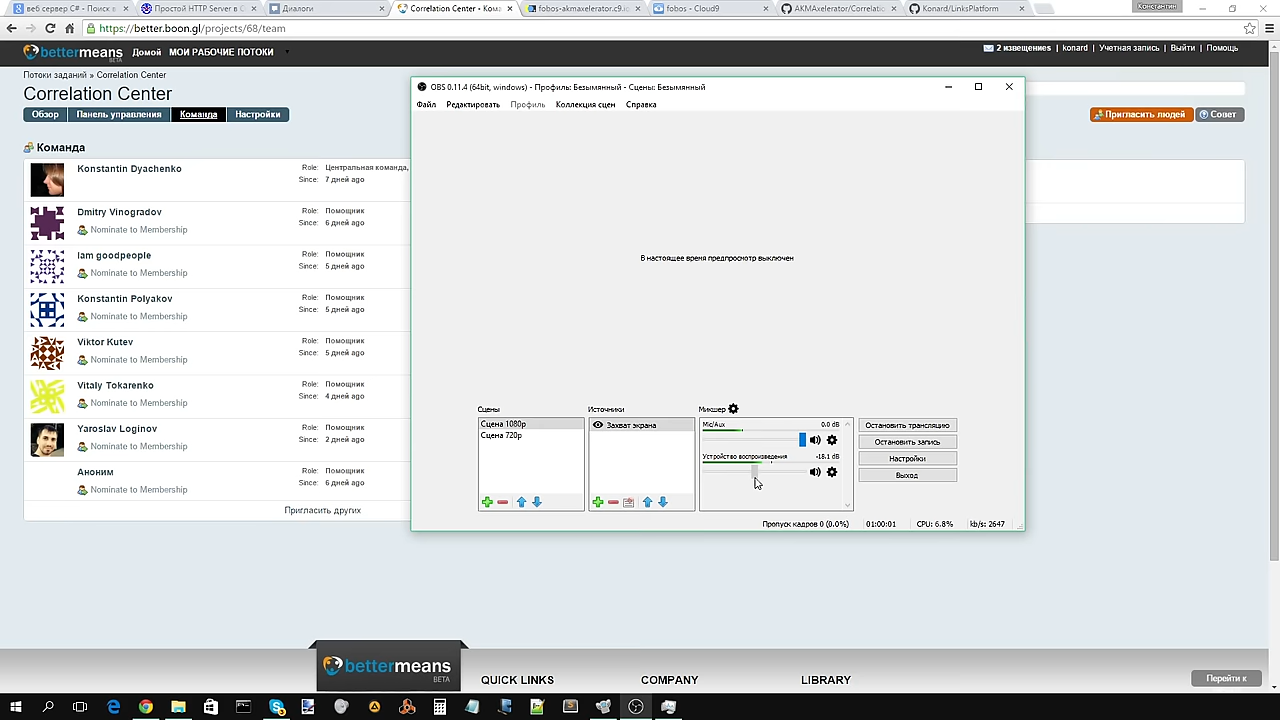 веб сервер C# - Поиск в
Простой HTTP Server в C
Диалоги
Correlation Center • Кома
fobos-akmaxelerator.c9.i
fobos - Cloud9
AKMAxelerator/Correlatio
Konard/LinksPlatform
Константин
https://better.boon.gl/projects/68/team
bettermeans
BETA
Домой
МОИ РАБОЧИЕ ПОТОКИ
2 извещениеs | konard | Учетная запись | Выйти | Помощь
Потоки заданий » Correlation Center
Correlation Center
Обзор
Панель управления
Команда
Настройки
Пригласить людей
Совет
Команда
Konstantin Dyachenko
Role: Центральная команда,
Since: 7 дней ago
Dmitry Vinogradov
Role: Помощник
Since: 6 дней ago
Nominate to Membership
Iam goodpeople
Role: Помощник
Since: 5 дней ago
Nominate to Membership
Konstantin Polyakov
Role: Помощник
Since: 5 дней ago
Nominate to Membership
Viktor Kutev
Role: Помощник
Since: 5 дней ago
Nominate to Membership
Vitaly Tokarenko
Role: Помощник
Since: 4 дней ago
Nominate to Membership
Yaroslav Loginov
Role: Помощник
Since: 2 дней ago
Nominate to Membership
Аноним
Role: Помощник
Since: 6 дней ago
Nominate to Membership
Пригласить других
OBS 0.11.4 (64bit, windows) - Профиль: Безымянный - Сцены: Безымянный
Файл
Редактировать
Профиль
Коллекция сцен
Справка
В настоящее время предпросмотр выключен
Сцены
Источники
Микшер
Сцена 1080p
Сцена 720p
Захват экрана
Mic/Aux
0.0 dB
Устройство воспроизведения
-18.1 dB
Остановить трансляцию
Остановить запись
Настройки
Выход
Пропуск кадров 0 (0.0%)
01:00:01
CPU: 6.8%
kb/s: 2647
bettermeans
BETA
QUICK LINKS
COMPANY
LIBRARY
Перейти к